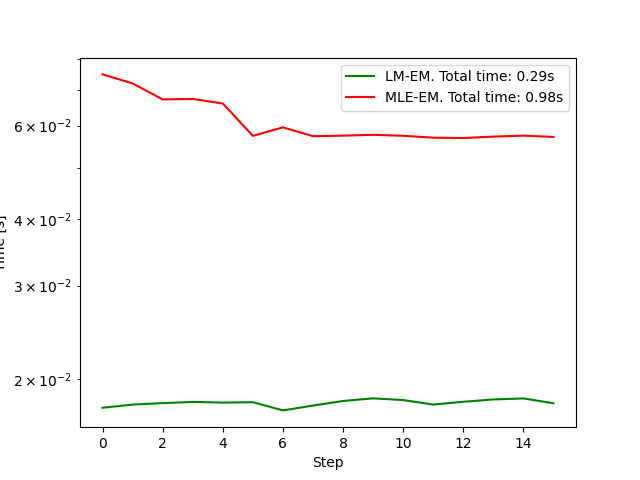 LM-EM. Total time: 0.29s
MLE-EM. Total time: 0.98s
6 × 10⁻²
4 × 10⁻²
3 × 10⁻²
2 × 10⁻²
0 2 4 6 8 10 12 14
Step
[s]